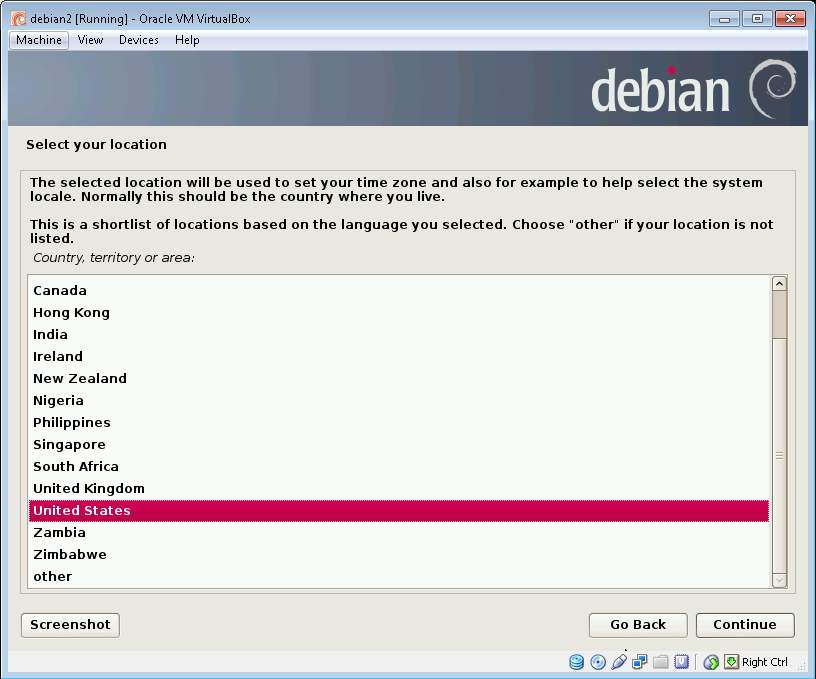 debian2 [Running] - Oracle VM VirtualBox
Machine View Devices Help
debian
Select your location
The selected location will be used to set your time zone and also for example to help select the system
locale. Normally this should be the country where you live.
This is a shortlist of locations based on the language you selected. Choose "other" if your location is not
listed.
Country, territory or area:
Canada
Hong Kong
India
Ireland
New Zealand
Nigeria
Philippines
Singapore
South Africa
United Kingdom
United States
Zambia
Zimbabwe
other
Screenshot Go Back Continue
Right Ctrl